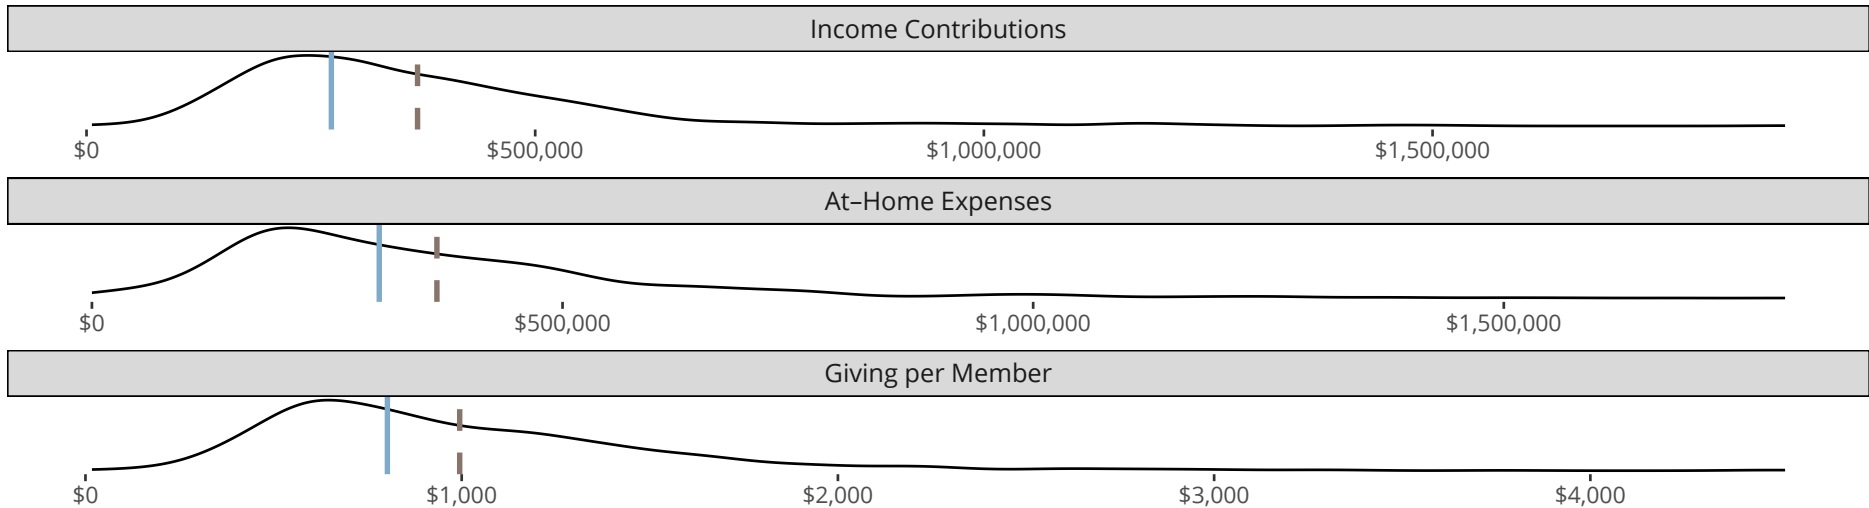 Income Contributions
$0 $500,000 $1,000,000 $1,500,000
At–Home Expenses
$0 $500,000 $1,000,000 $1,500,000
Giving per Member
$0 $1,000 $2,000 $3,000 $4,000